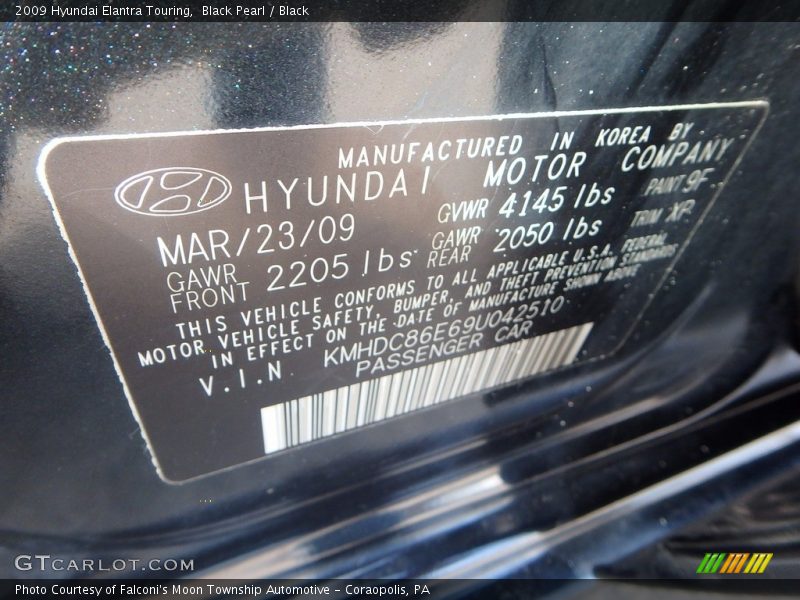 2009 Hyundai Elantra Touring, Black Pearl / Black
MANUFACTURED IN KOREA BY
HYUNDAI MOTOR COMPANY
MAR/23/09 GVWR 4145 lbs PAINT 9F
GAWR FRONT 2205 lbs GAWR REAR 2050 lbs TRIM XP
THIS VEHICLE CONFORMS TO ALL APPLICABLE U.S.A. FEDERAL
MOTOR VEHICLE SAFETY, BUMPER, AND THEFT PREVENTION STANDARDS
IN EFFECT ON THE DATE OF MANUFACTURE SHOWN ABOVE
V.I.N KMHDC86E69U042510
PASSENGER CAR
GTCARLOT.COM
Photo Courtesy of Falconi's Moon Township Automotive – Coraopolis, PA